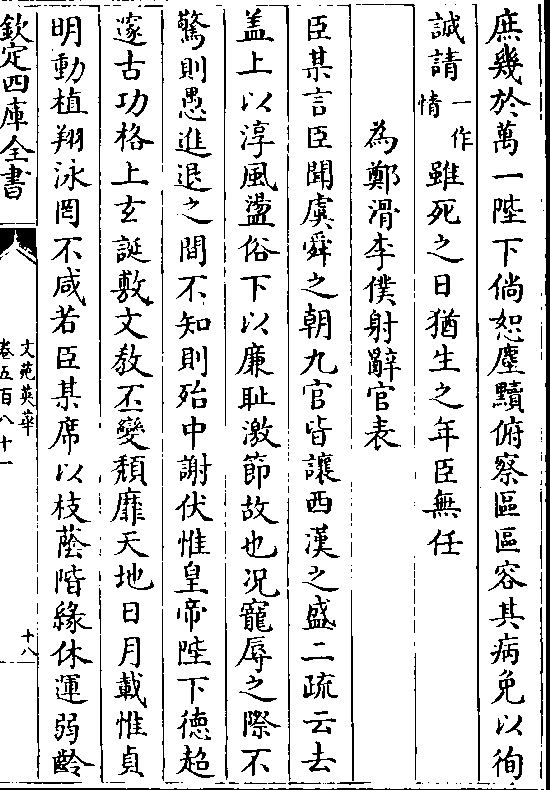 庶幾於萬一陛下倘恕塵黷俯察區區容其病免以徇
誠請一作情雖死之日猶生之年臣無任
為鄭滑李僕射辭官表
臣某言臣聞虞舜之朝九官皆讓西漢之盛二疏云去
盖上以淳風盪俗下以廉耻激節故也况寵辱之際不
驚則愚進退之間不知則殆中謝伏惟皇帝陛下德超
邃古功格上玄誕敷文敎丕變頽靡天地日月載惟貞
明動植翔泳罔不咸若臣某席以枝蔭階緣休運弱齡
欽定四庫全書
文苑英華
卷五百八十一
十八